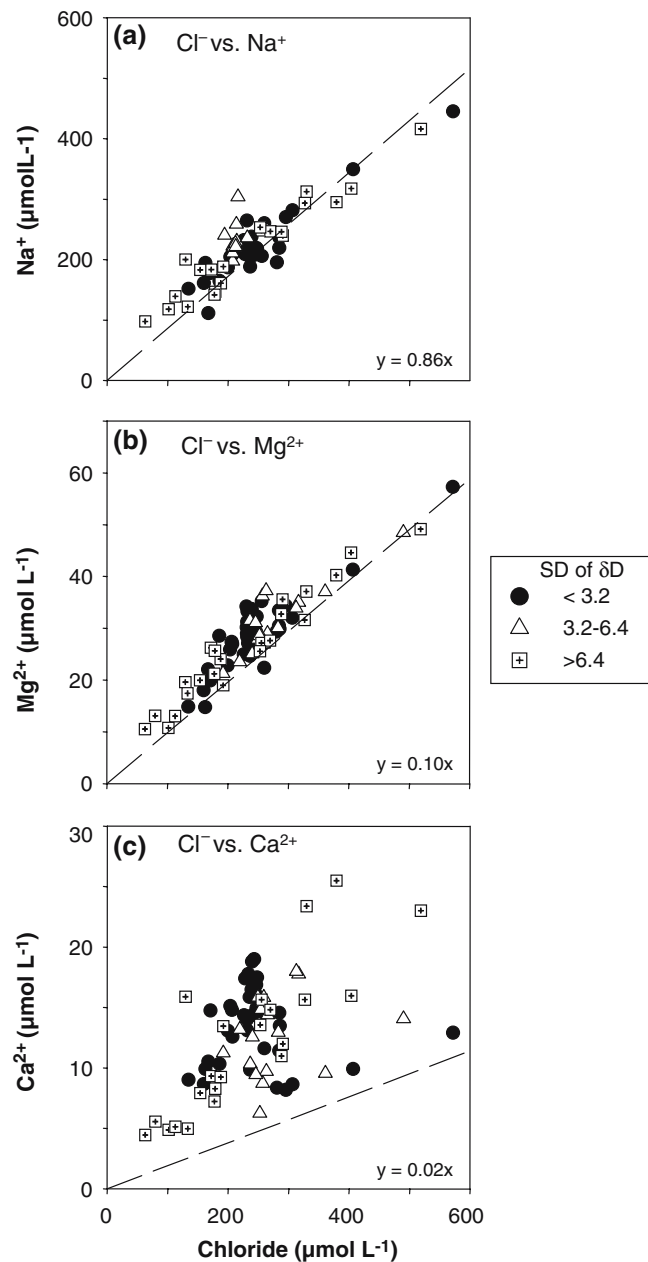 (a) Cl⁻ vs. Na⁺
600
400
200
0
Na⁺ (µmolL-1)
y = 0.86x
(b) Cl⁻ vs. Mg²⁺
60
40
20
0
Mg²⁺ (µmol L⁻¹)
y = 0.10x
SD of δD
< 3.2
3.2-6.4
>6.4
(c) Cl⁻ vs. Ca²⁺
30
20
10
0
Ca²⁺ (µmol L⁻¹)
y = 0.02x
0 200 400 600
Chloride (µmol L⁻¹)